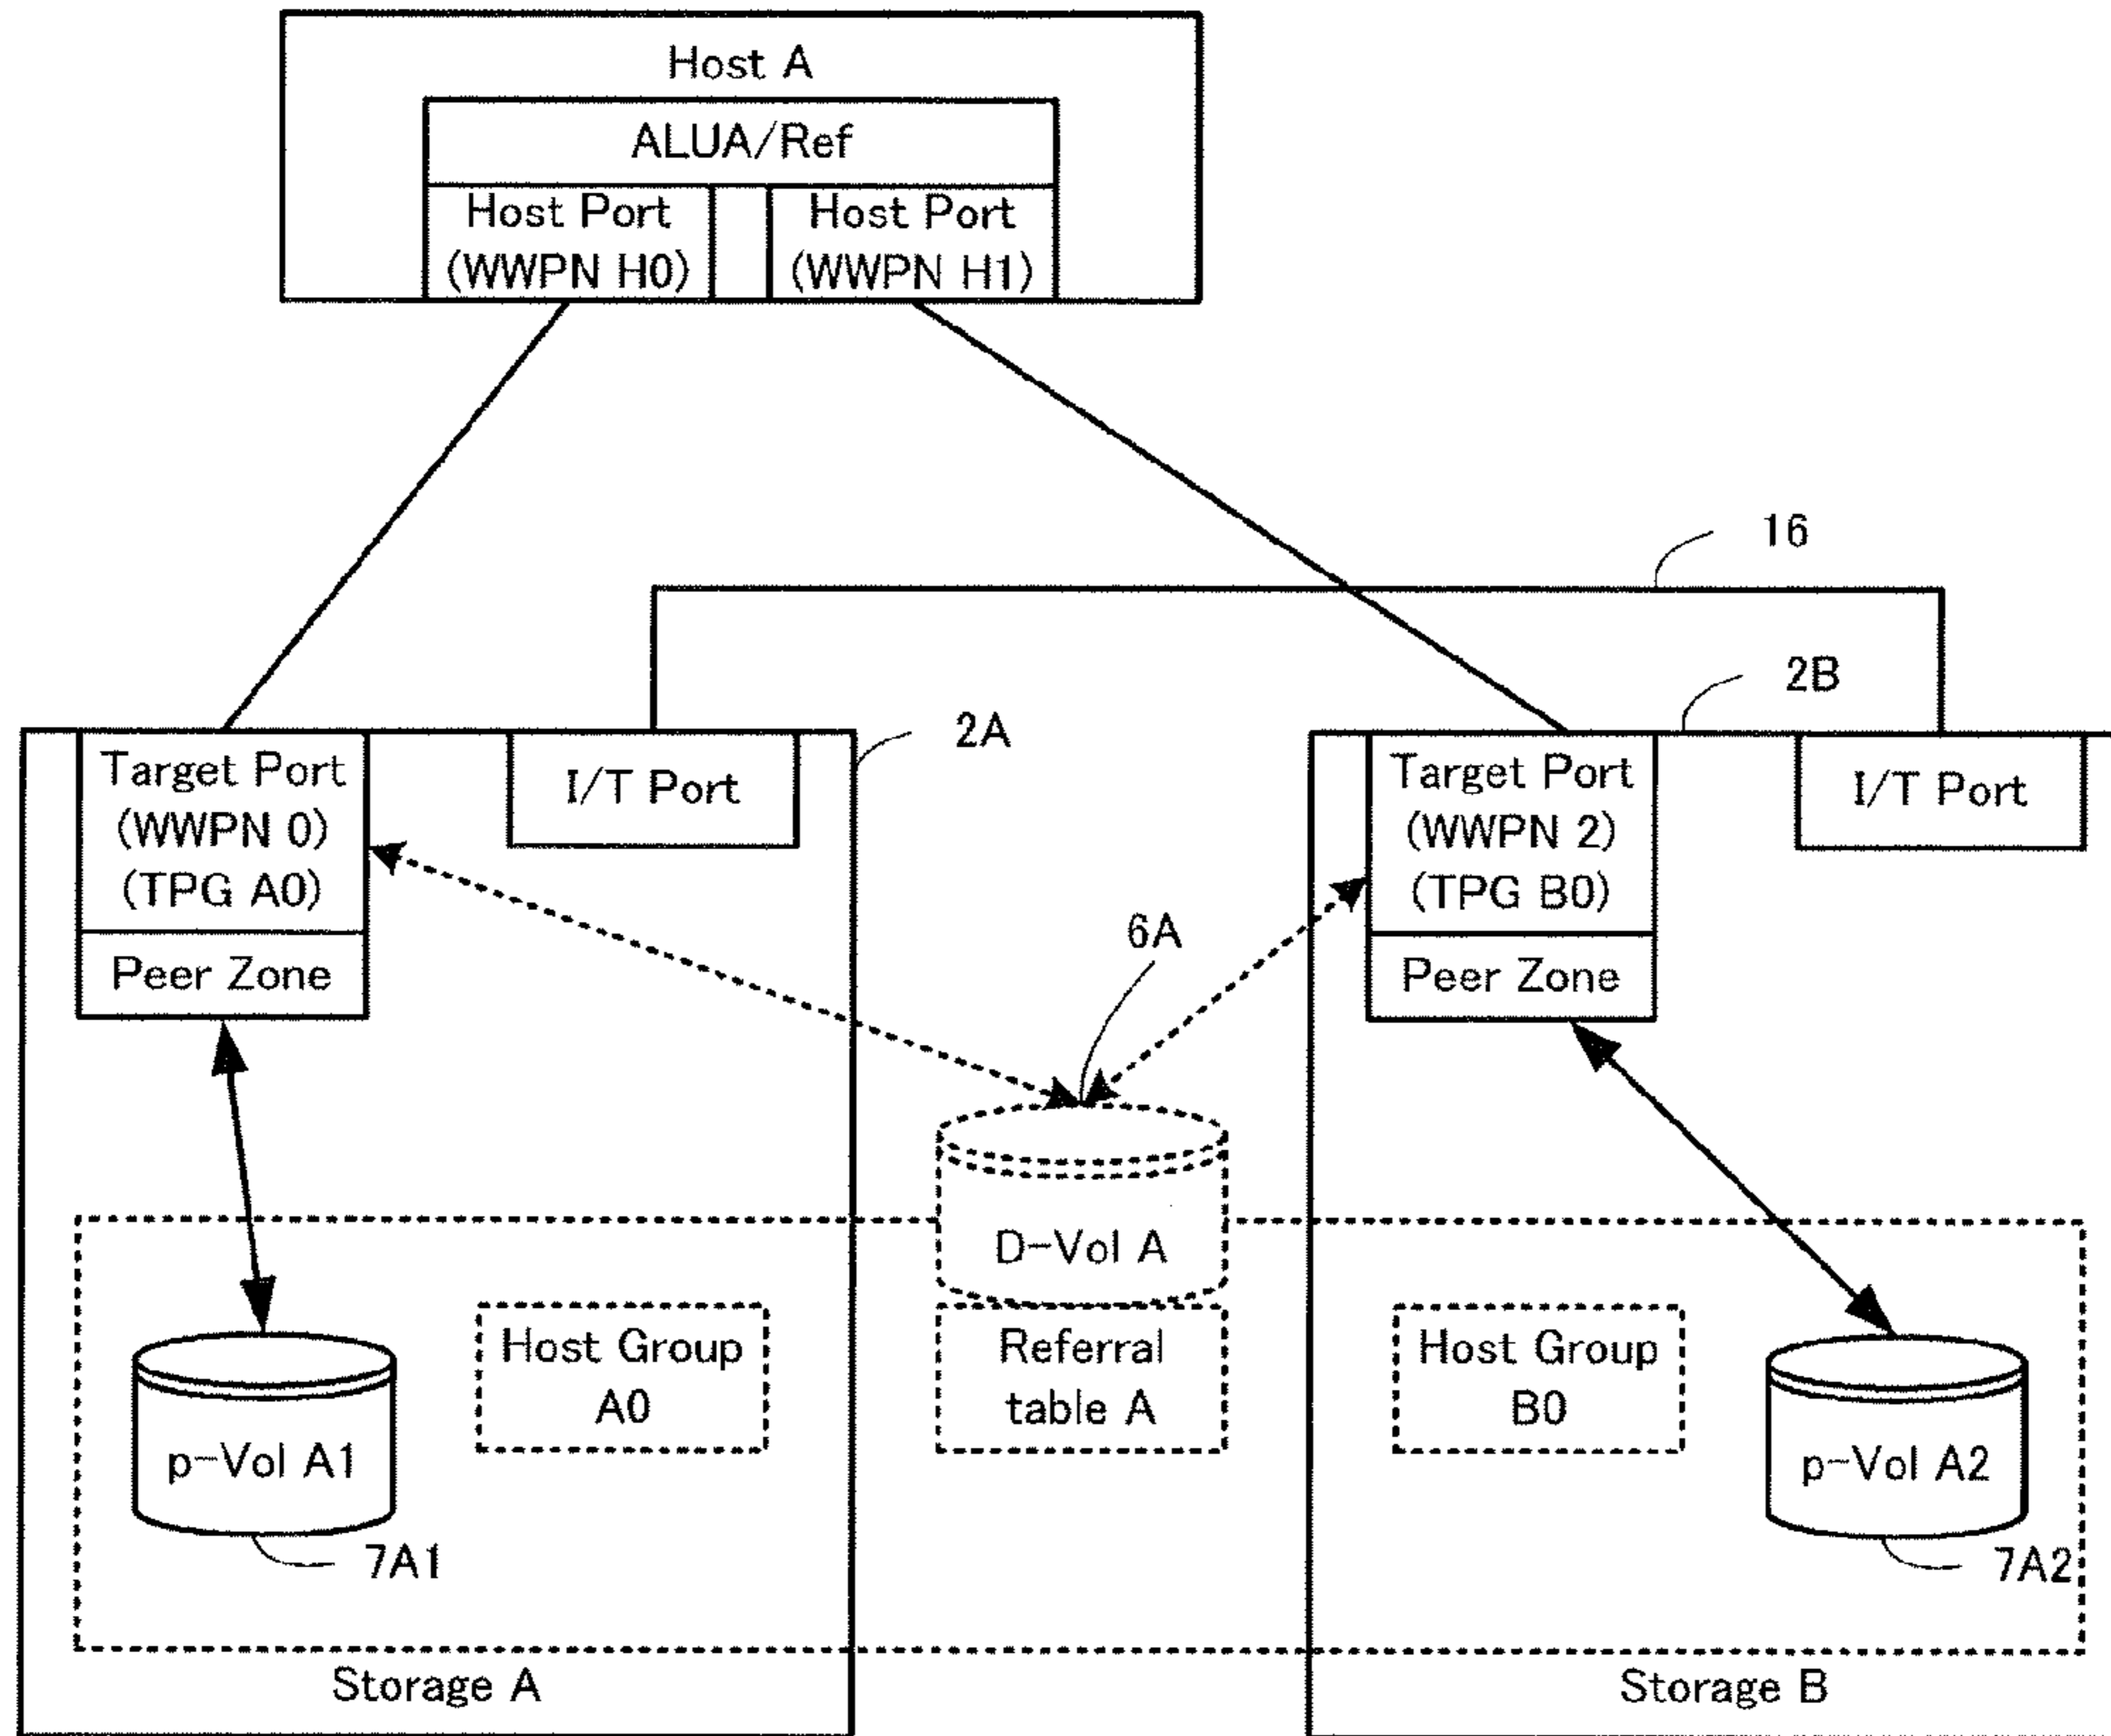 Host A
ALUA/Ref
Host Port
(WWPN H0)
Host Port
(WWPN H1)
16
2A
2B
Target Port
(WWPN 0)
(TPG A0)
Peer Zone
I/T Port
Target Port
(WWPN 2)
(TPG B0)
Peer Zone
I/T Port
6A
D-Vol A
Host Group
A0
Referral
table A
Host Group
B0
p-Vol A1
p-Vol A2
7A1
7A2
Storage A
Storage B